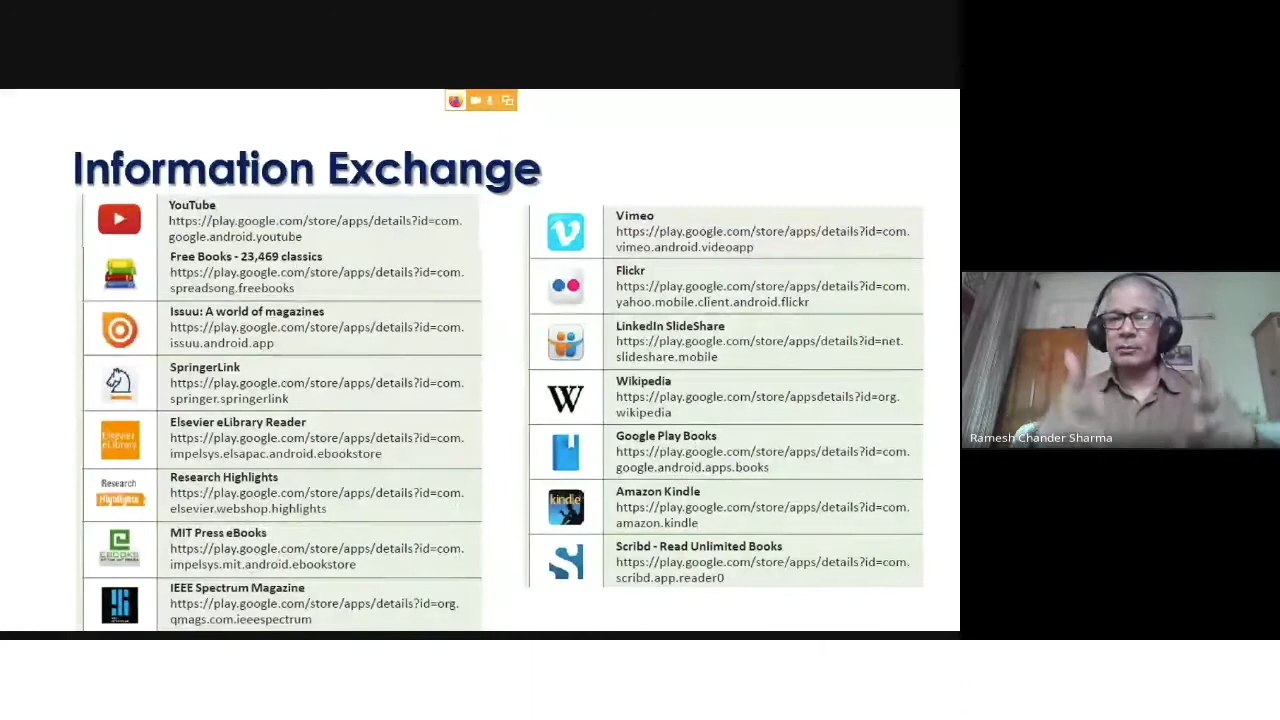 Information Exchange
YouTube
https://play.google.com/store/apps/details?id=com.
google.android.youtube
Free Books - 23,469 classics
https://play.google.com/store/apps/details?id=com.
spreadsong.freebooks
Issuu: A world of magazines
https://play.google.com/store/apps/details?id=com.
issuu.android.app
SpringerLink
https://play.google.com/store/apps/details?id=com.
springer.springerlink
Elsevier
eLibrary
Elsevier eLibrary Reader
https://play.google.com/store/apps/details?id=com.
impelsys.elsapac.android.ebookstore
Research
Highlights
Research Highlights
https://play.google.com/store/apps/details?id=com.
elsevier.webshop.highlights
EBOOKS
MIT Press eBooks
https://play.google.com/store/apps/details?id=com.
impelsys.mit.android.ebookstore
IEEE Spectrum Magazine
https://play.google.com/store/apps/details?id=org.
qmags.com.ieeespectrum
Vimeo
https://play.google.com/store/apps/details?id=com.
vimeo.android.videoapp
Flickr
https://play.google.com/store/apps/details?id=com.
yahoo.mobile.client.android.flickr
LinkedIn SlideShare
https://play.google.com/store/apps/details?id=net.
slideshare.mobile
W
Wikipedia
https://play.google.com/store/appsdetails?id=org.
wikipedia
Google Play Books
https://play.google.com/store/apps/details?id=com.
google.android.apps.books
kindle
Amazon Kindle
https://play.google.com/store/apps/details?id=com.
amazon.kindle
Scribd - Read Unlimited Books
https://play.google.com/store/apps/details?id=com.
scribd.app.reader0
Ramesh Chander Sharma